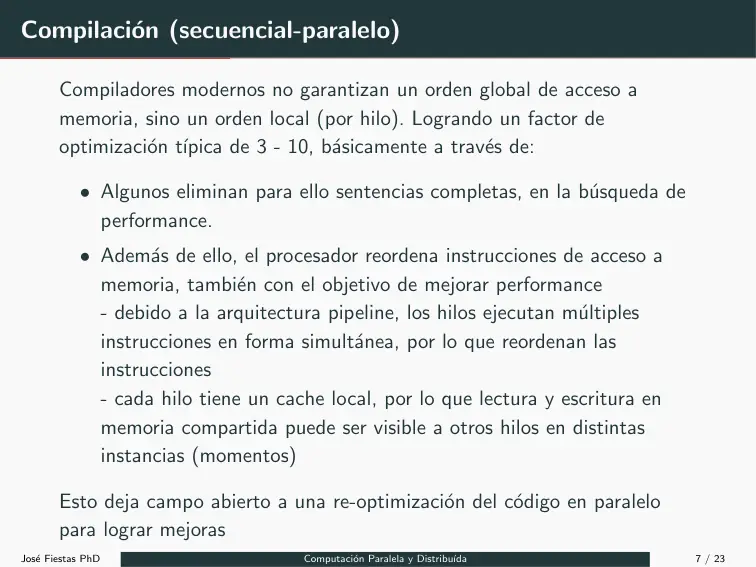 Compilación (secuencial-paralelo)
Compiladores modernos no garantizan un orden global de acceso a
memoria, sino un orden local (por hilo). Logrando un factor de
optimización típica de 3 - 10, básicamente a través de:
• Algunos eliminan para ello sentencias completas, en la búsqueda de
performance.
• Además de ello, el procesador reordena instrucciones de acceso a
memoria, también con el objetivo de mejorar performance
- debido a la arquitectura pipeline, los hilos ejecutan múltiples
instrucciones en forma simultánea, por lo que reordenan las
instrucciones
- cada hilo tiene un cache local, por lo que lectura y escritura en
memoria compartida puede ser visible a otros hilos en distintas
instancias (momentos)
Esto deja campo abierto a una re-optimización del código en paralelo
para lograr mejoras
José Fiestas PhD
Computación Paralela y Distribuída
7 / 23